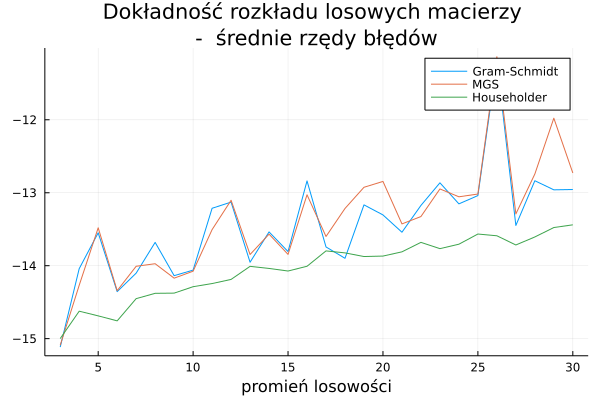 Dokładność rozkładu losowych macierzy
- średnie rzędy błędów
Gram-Schmidt
MGS
Householder
−12
−13
−14
−15
5
10
15
20
25
30
promień losowości